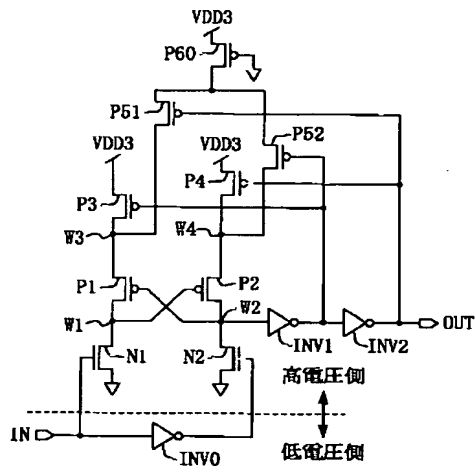 VDD3
P60
P51
P52
VDD3
VDD3
P3
P4
W3
W4
P1
P2
W1
W2
OUT
INV1
INV2
N1
N2
高電圧側
IN
低電圧側
INV0